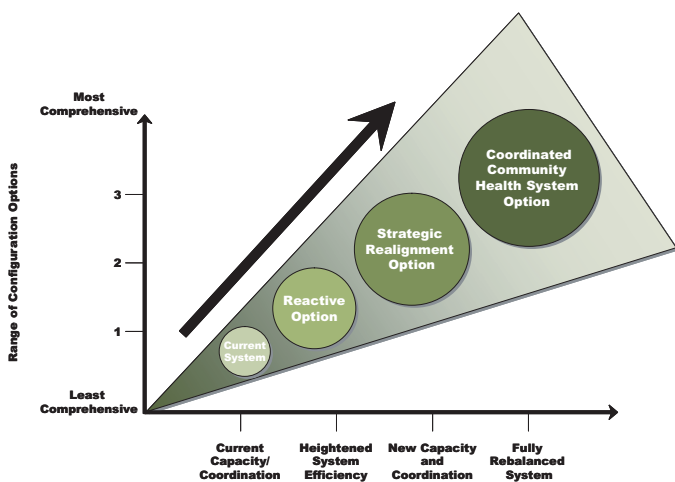 Most
Comprehensive
Range of Configuration Options
3
2
1
Least
Comprehensive
Coordinated
Community
Health System
Option
Strategic
Realignment
Option
Reactive
Option
Current
System
Current
Capacity/
Coordination
Heightened
System
Efficiency
New Capacity
and
Coordination
Fully
Rebalanced
System